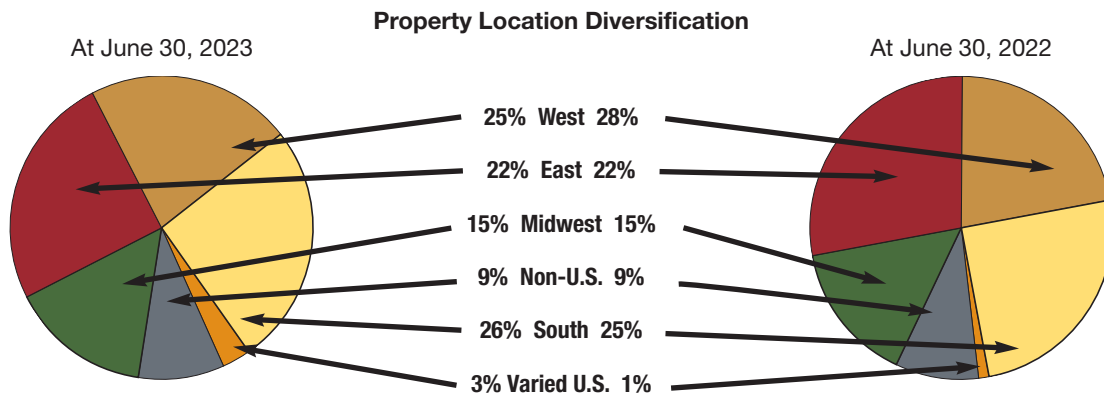 Property Location Diversification
At June 30, 2023
At June 30, 2022
25% West 28%
22% East 22%
15% Midwest 15%
9% Non-U.S. 9%
26% South 25%
3% Varied U.S. 1%